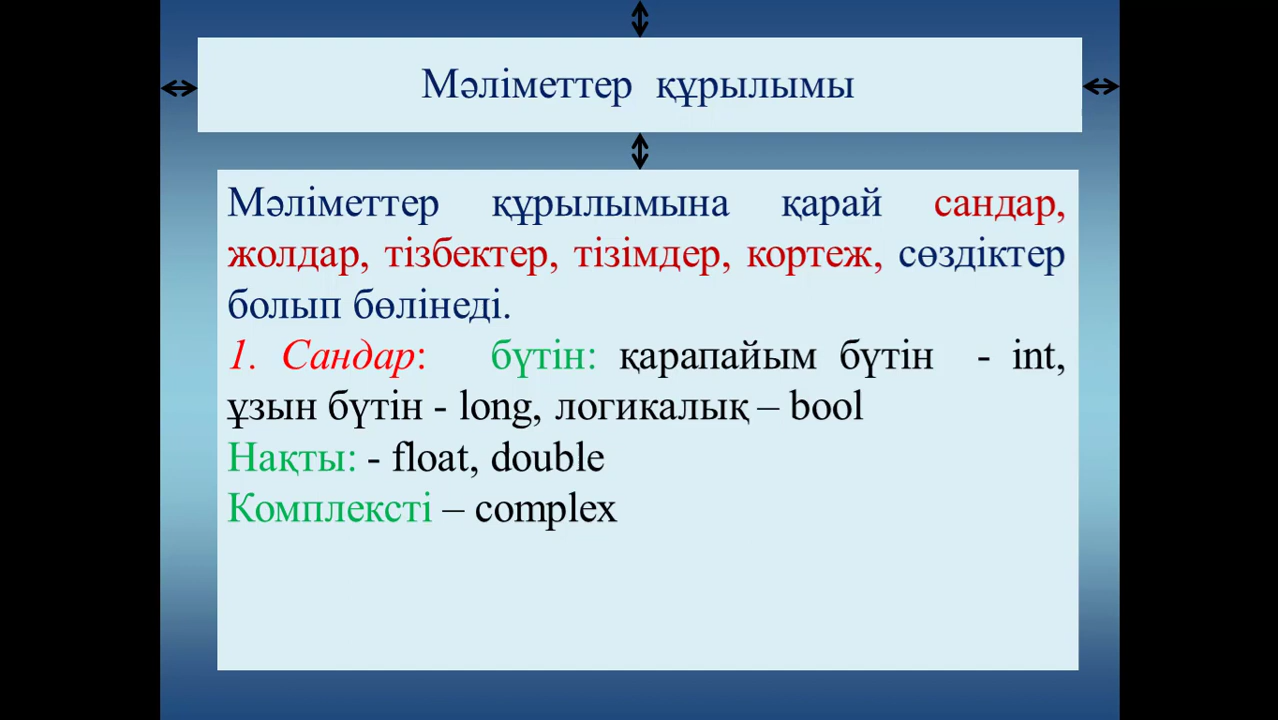 Мәліметтер құрылымы
Мәліметтер құрылымына қарай сандар,
жолдар, тізбектер, тізімдер, кортеж, сөздіктер
болып бөлінеді.
1. Сандар: бүтін: қарапайым бүтін - int,
ұзын бүтін - long, логикалық – bool
Нақты: - float, double
Комплексті – complex